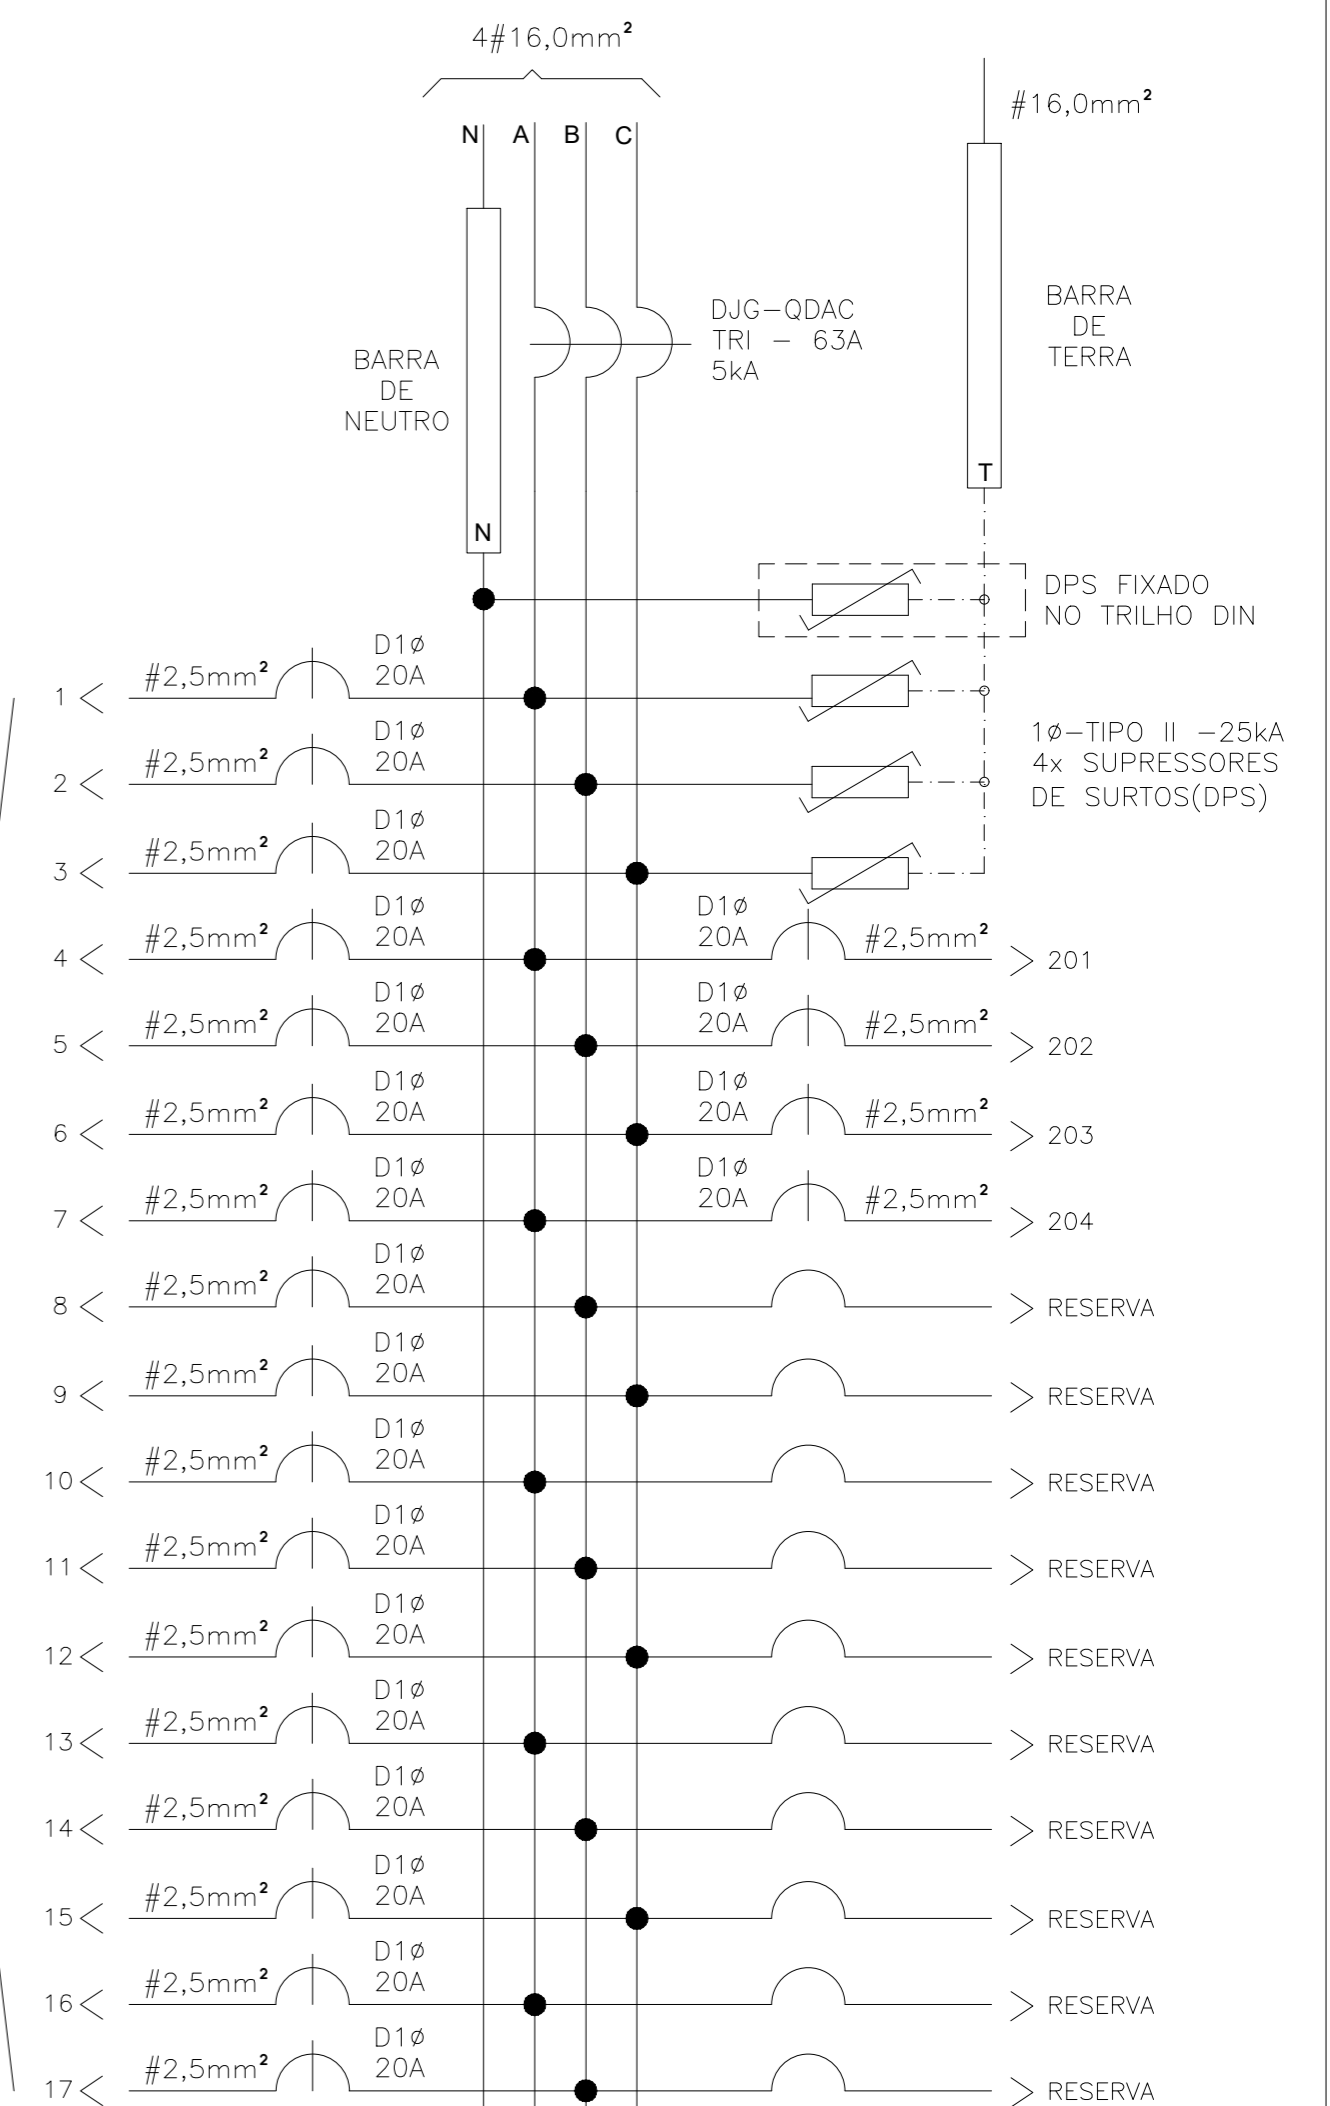 4#16,0mm²
#16,0mm²
N A B C
DJG-QDAC
TRI - 63A
5kA
BARRA
DE
TERRA
BARRA
DE
NEUTRO
T
N
DPS FIXADO
NO TRILHO DIN
1 #2,5mm² D1ø
20A
2 #2,5mm² D1ø
20A
1ø-TIPO II -25kA
4x SUPRESSORES
DE SURTOS(DPS)
3 #2,5mm² D1ø
20A
4 #2,5mm² D1ø
20A
D1ø
20A
#2,5mm² 201
5 #2,5mm² D1ø
20A
D1ø
20A
#2,5mm² 202
6 #2,5mm² D1ø
20A
D1ø
20A
#2,5mm² 203
7 #2,5mm² D1ø
20A
D1ø
20A
#2,5mm² 204
8 #2,5mm² D1ø
20A
RESERVA
9 #2,5mm² D1ø
20A
RESERVA
10 #2,5mm² D1ø
20A
RESERVA
11 #2,5mm² D1ø
20A
RESERVA
12 #2,5mm² D1ø
20A
RESERVA
13 #2,5mm² D1ø
20A
RESERVA
14 #2,5mm² D1ø
20A
RESERVA
15 #2,5mm² D1ø
20A
RESERVA
16 #2,5mm² D1ø
20A
RESERVA
17 #2,5mm² D1ø
20A
RESERVA